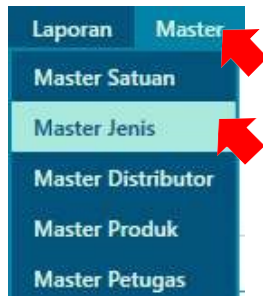 Laporan Master
Master Satuan
Master Jenis
Master Distributor
Master Produk
Master Petugas